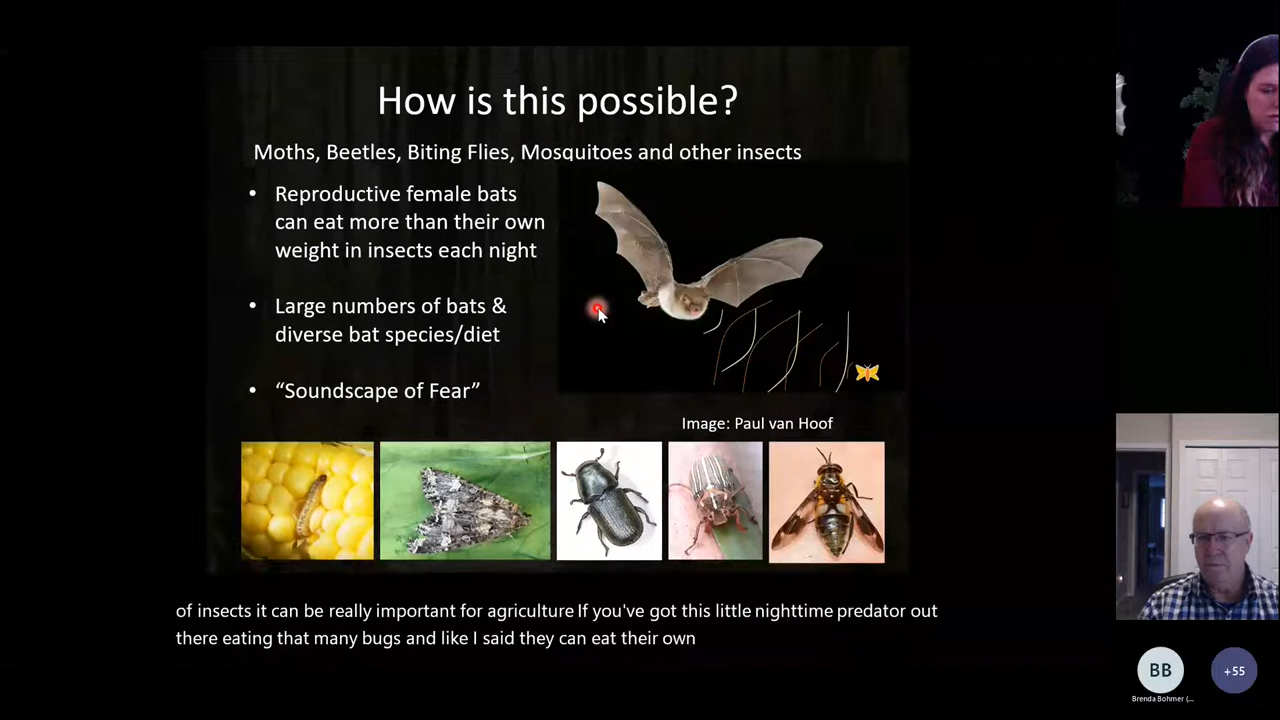 How is this possible?
Moths, Beetles, Biting Flies, Mosquitoes and other insects
• Reproductive female bats
can eat more than their own
weight in insects each night
• Large numbers of bats &
diverse bat species/diet
• “Soundscape of Fear”
Image: Paul van Hoof
of insects it can be really important for agriculture If you've got this little nighttime predator out
there eating that many bugs and like I said they can eat their own
BB
+55
Brenda Bohmer (...